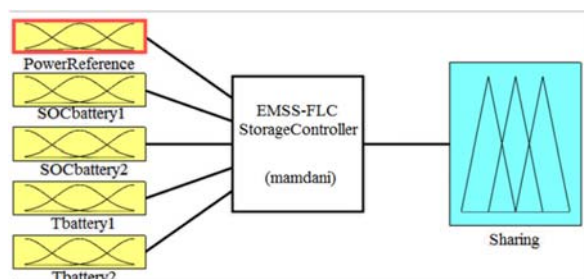 PowerReference
SOCbattery1
SOCbattery2
Tbattery1
Tbattery2
EMSS-FLC
StorageController
(mamdani)
Sharing